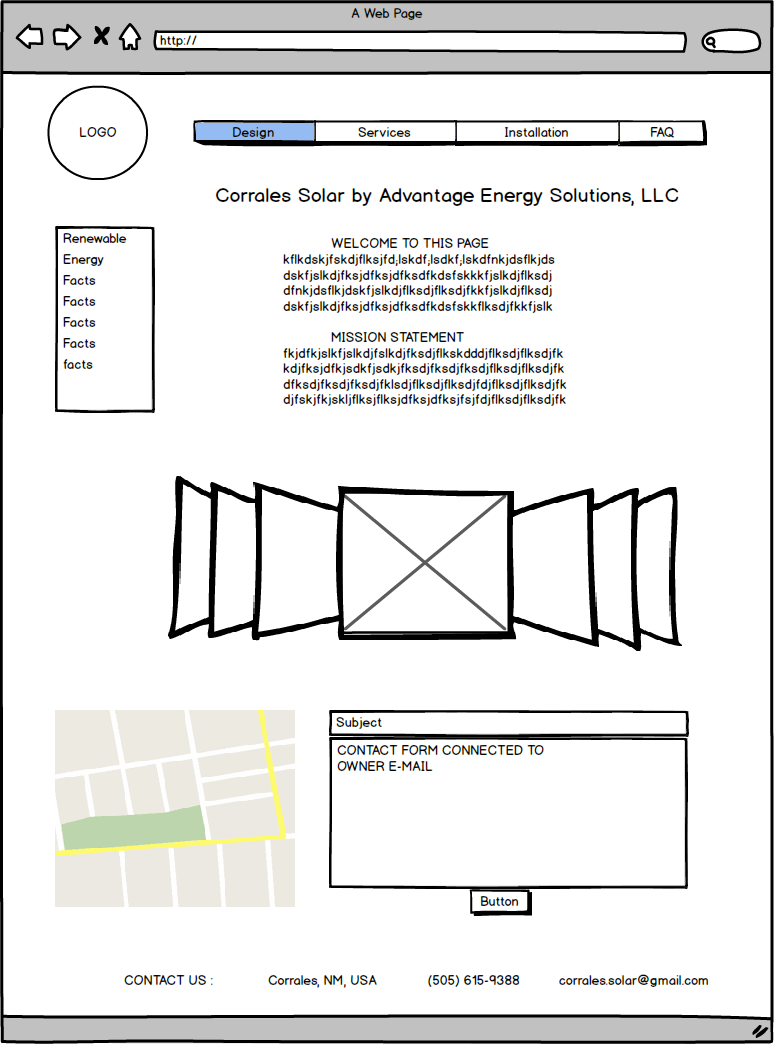 A Web Page
http://
LOGO
Design Services Installation FAQ
Corrales Solar by Advantage Energy Solutions, LLC
Renewable
Energy
Facts
Facts
Facts
Facts
facts
WELCOME TO THIS PAGE
kflkdskjfskdjflksjfd;lskdf;lsdkf;lskdfnkjdsflkjds
dskfjslkdjfksjdfksjdfksdfkdsfskkkfjslkdjflksdj
dfnkjdsflkjdskfjslkdjflksdjflksdjfkkfjslkdjflksdj
dskfjslkdjfksjdfksjdfksdfkdsfskkflksdjfkkfjslk
MISSION STATEMENT
fkjdfkjslkfjslkdjfslkdjfksdjflkskdddjflksdjflksdjfk
kdjfksjdfkjsdkfjsdkjfksdjfksdjfksdjflksdjflksdjfk
dfksdjfksdjfksdjfklsdjflksdjflksdjfdjflksdjflksdjfk
djfskjfkjskljflksjflksjdfksjdfksjfsjfdjflksdjflksdjfk
Subject
CONTACT FORM CONNECTED TO
OWNER E-MAIL
Button
CONTACT US : Corrales, NM, USA (505) 615-9388 corrales.solar@gmail.com